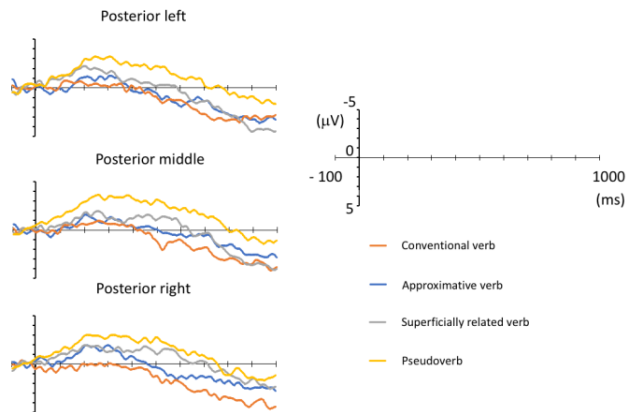 Posterior left
Posterior middle
Posterior right
-5
(μV)
0
- 100
1000
5
(ms)
Conventional verb
Approximative verb
Superficially related verb
Pseudoverb